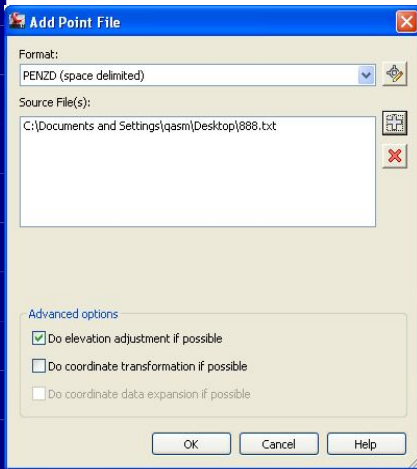 Add Point File
Format:
PENZD (space delimited)
Source File(s):
C:\Documents and Settings\qasm\Desktop\888.txt
Advanced options
Do elevation adjustment if possible
Do coordinate transformation if possible
Do coordinate data expansion if possible
OK Cancel Help